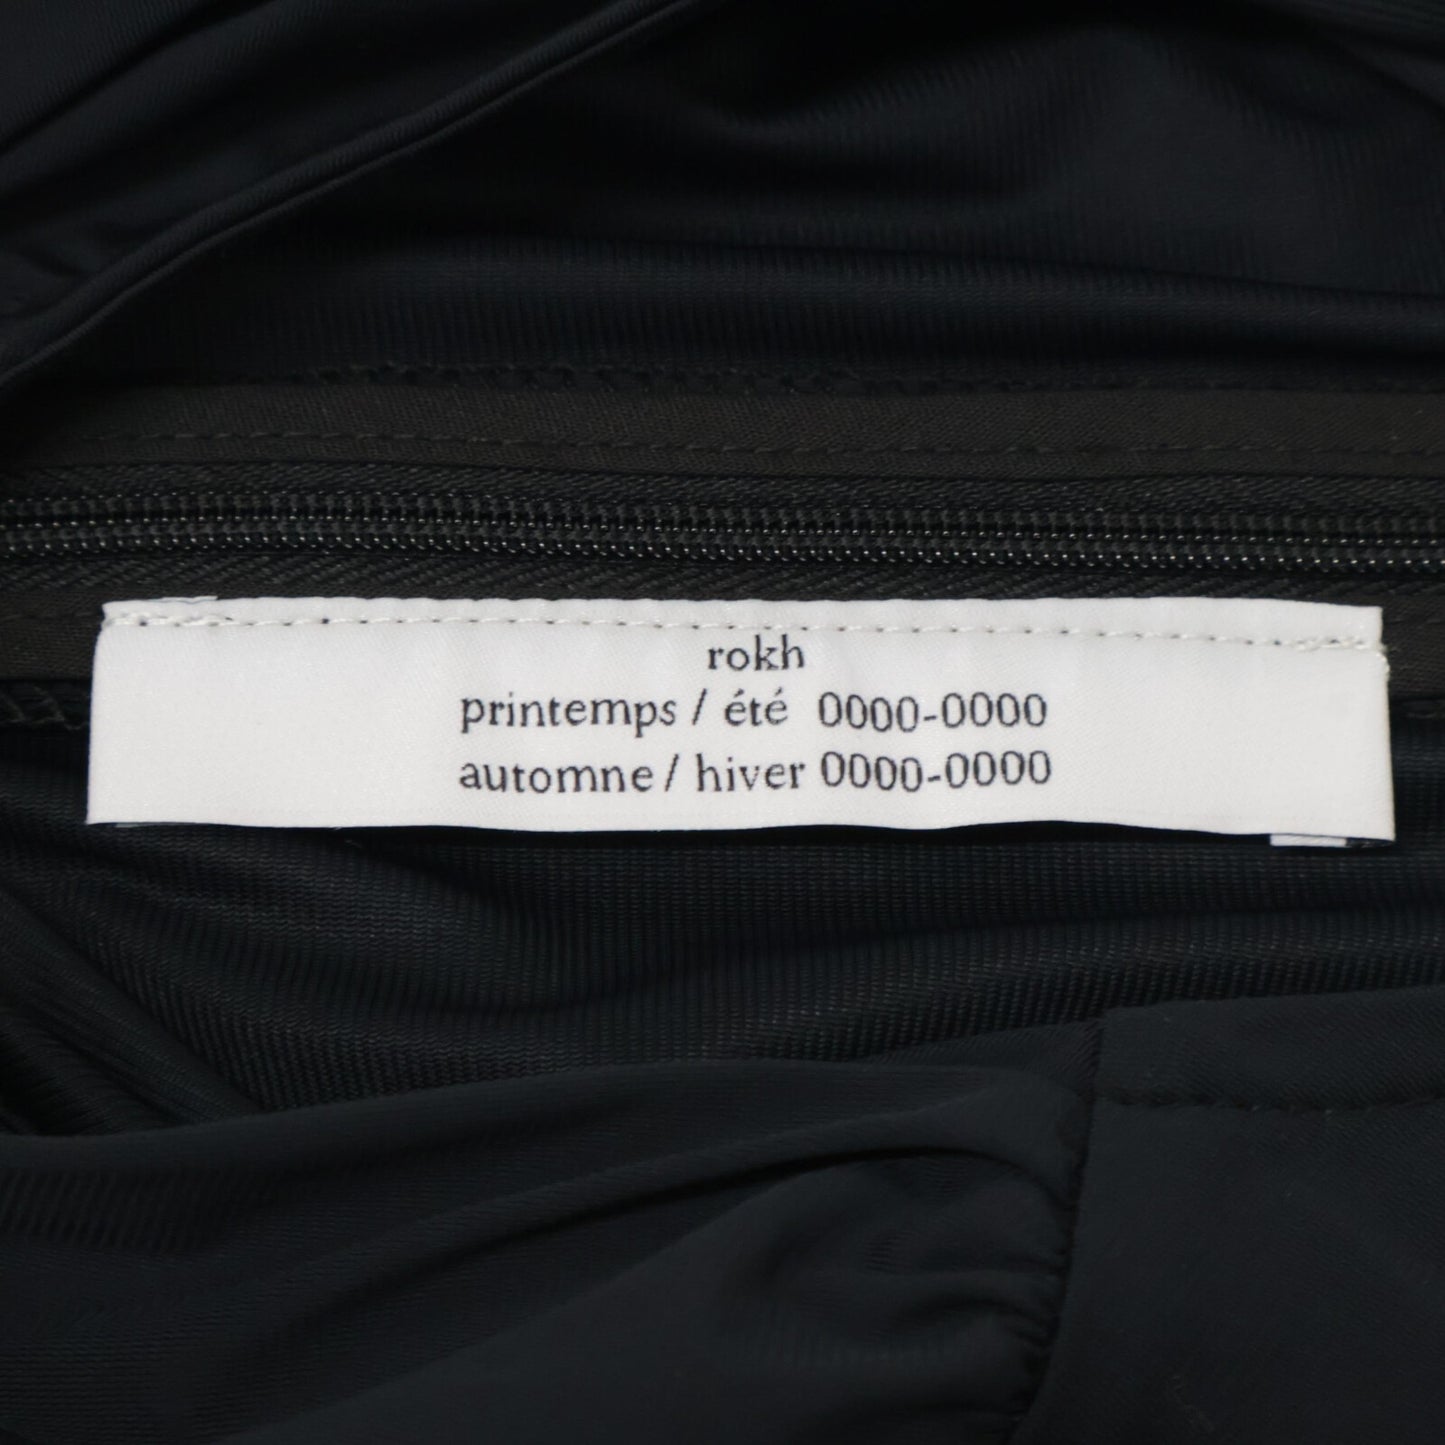 rokh
printemps / été 0000-0000
automne / hiver 0000-0000